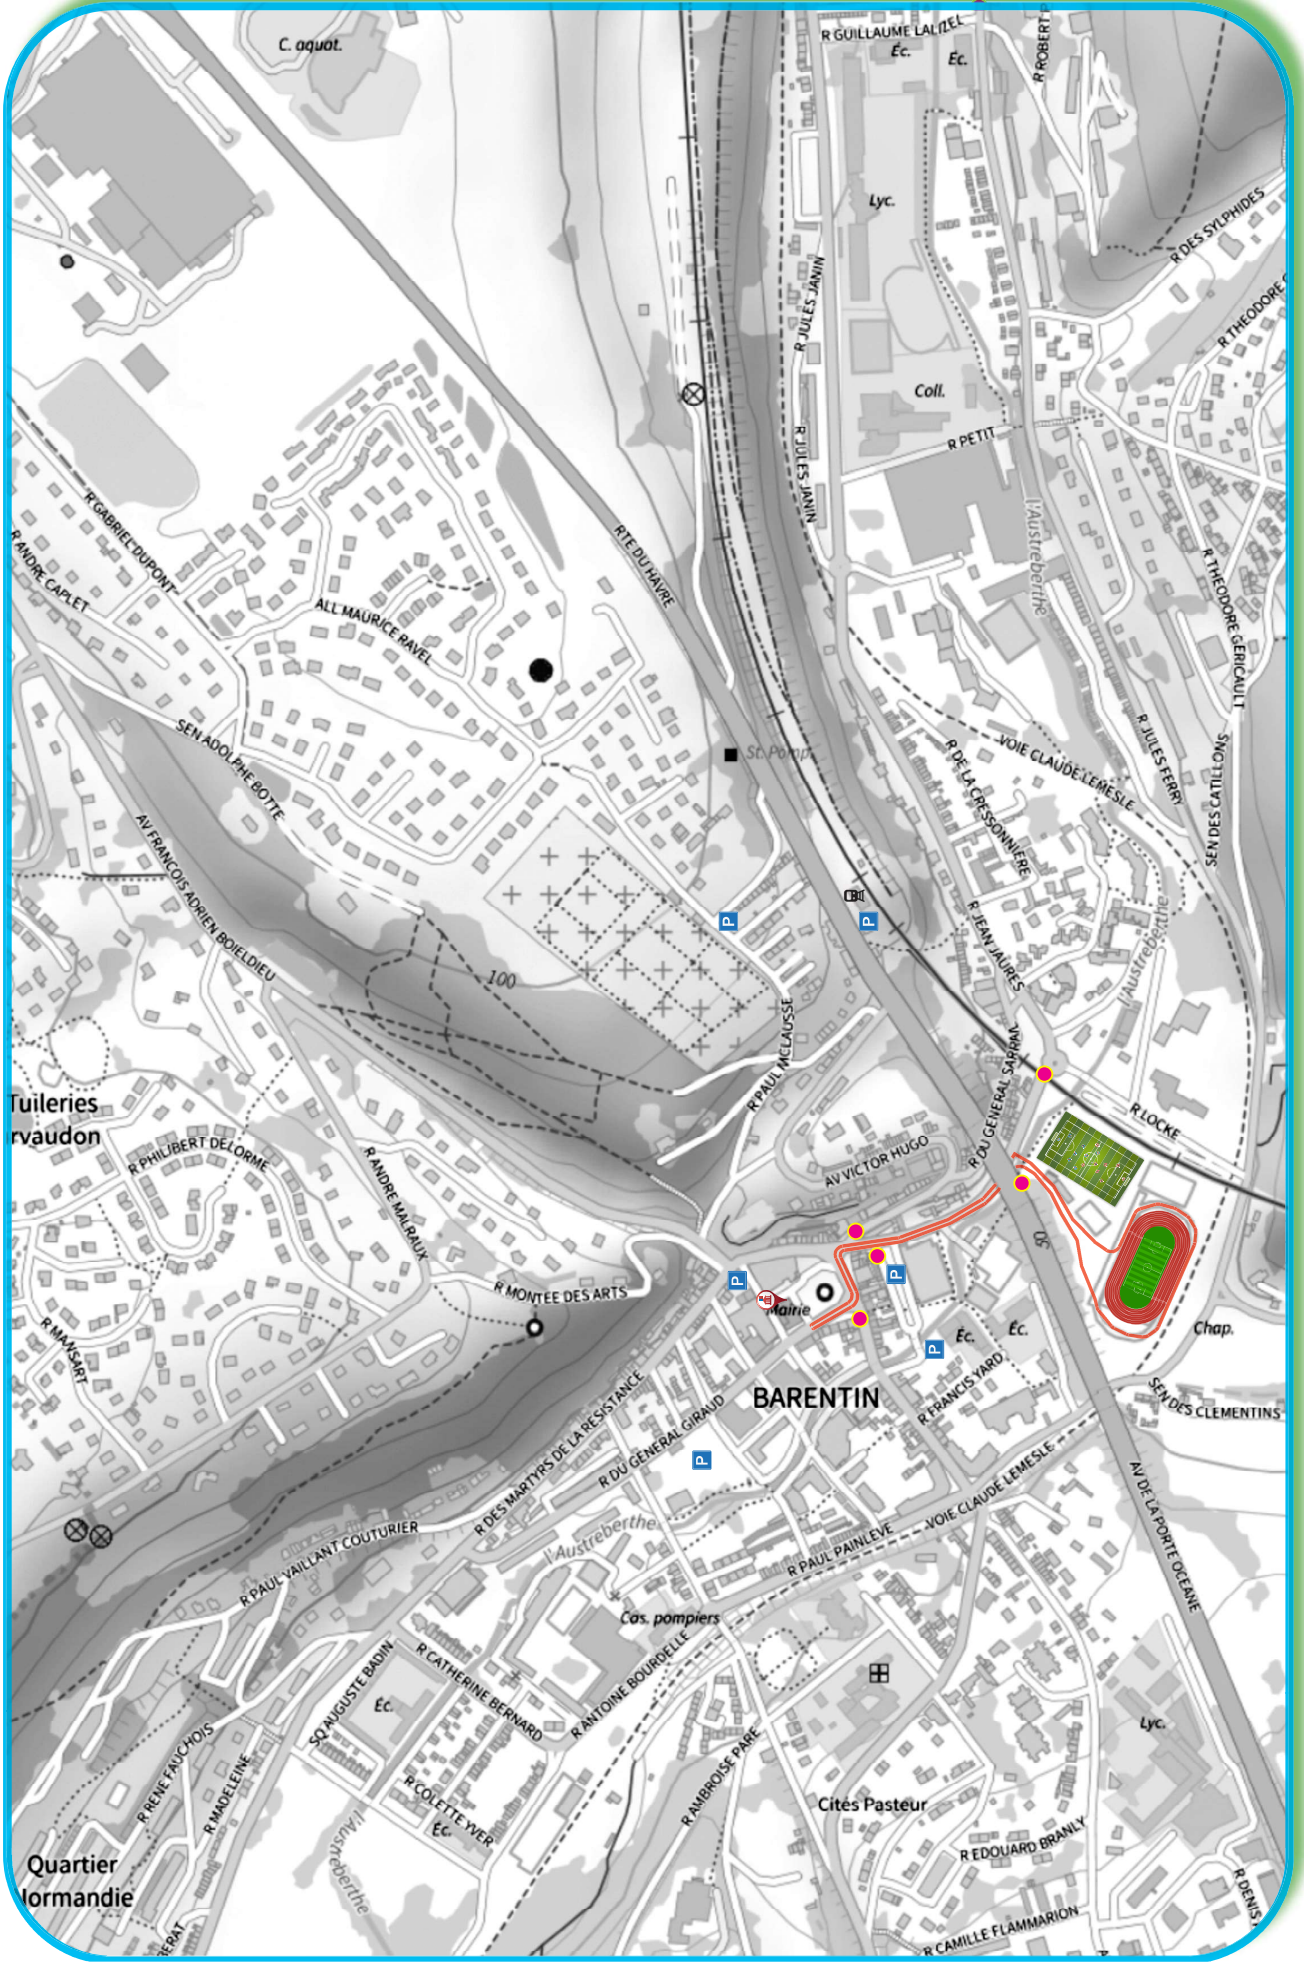 C. aquat.
R GUILLAUME LALIZEL
Éc.
Éc.
R ROBERT
Lyc.
R DES SYLPHIDES
R THEODORE
R JULES JANIN
Coll.
R PETIT
R JULES JANIN
R GABRIEL DUPONT
R ANDRE CAPLET
RTE DU HAVRE
l'Austreberthe
R THEODORE GERICAULT
ALL MAURICE RAVEL
SEN ADOLPHE BOTTE
St. Pomp.
VOIE CLAUDE LEMESLE
R JULES FERRY
R DE LA CRESSONNIERE
SEN DES CATILLONS
AV FRANCOIS ADRIEN BOIELDIEU
P
P
R JEAN JAURES
l'Austreberthe
100
R PAUL MCLAUSSE
R DU GENERAL SARRAIL
Tuileries
rvaudon
R PHILIBERT DELORME
R ANDRE MALRAUX
R LOCKE
AV VICTOR HUGO
50
P
P
R MONTEE DES ARTS
Mairie
R MANSART
Éc.
Éc.
Chap.
P
BARENTIN
R FRANCIS YARD
SEN DES CLEMENTINS
R DES MARTYRS DE LA RESISTANCE
R DU GENERAL GIRAUD
P
VOIE CLAUDE LEMESLE
AV DE LA PORTE OCEANE
R PAUL VAILLANT COUTURIER
l'Austreberthe
R PAUL PAINLEVE
Cas. pompiers
R CATHERINE BERNARD
R ANTOINE BOURDELLE
SQ AUGUSTE BADIN
Éc.
R RENE FAUCHOIS
R MADELEINE
Lyc.
R AMBROISE PARE
R COLETTE YVER
Éc.
Cités Pasteur
l'Austreberthe
R EDOUARD BRANLY
Quartier
Normandie
R DENIS
R CAMILLE FLAMMARION
BERAT